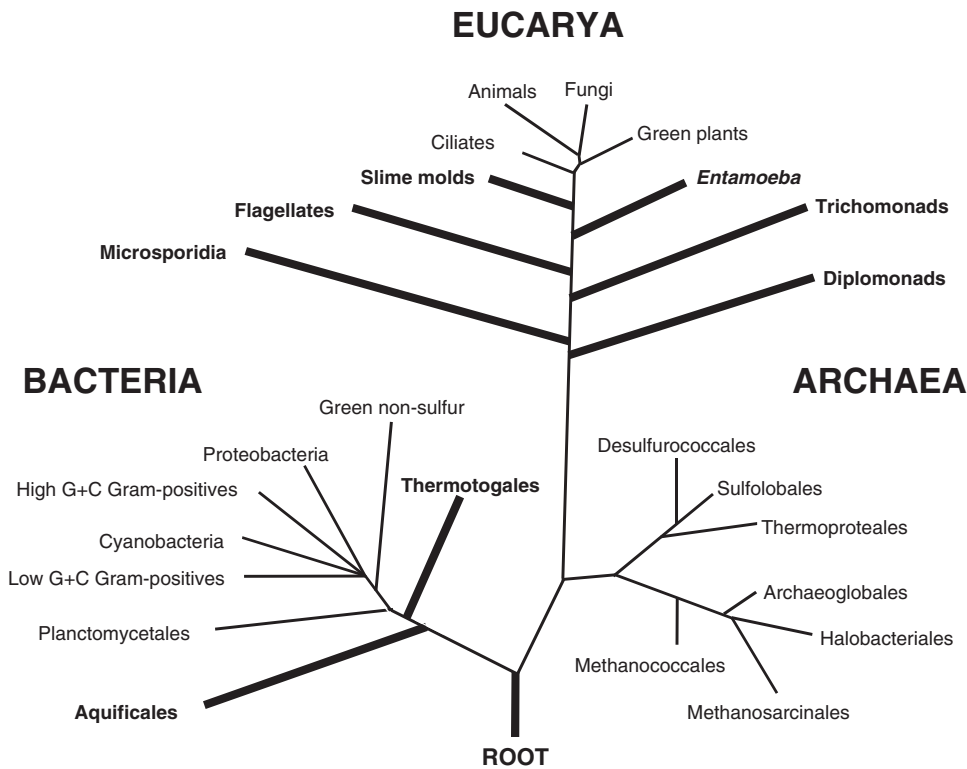 EUCARYA
Animals
Fungi
Ciliates
Green plants
Slime molds
Entamoeba
Flagellates
Trichomonads
Microsporidia
Diplomonads
BACTERIA
ARCHAEA
Green non-sulfur
Proteobacteria
High G+C Gram-positives
Thermotogales
Cyanobacteria
Low G+C Gram-positives
Planctomycetales
Aquificales
Desulfurococcales
Sulfolobales
Thermoproteales
Archaeoglobales
Halobacteriales
Methanococcales
Methanosarcinales
ROOT